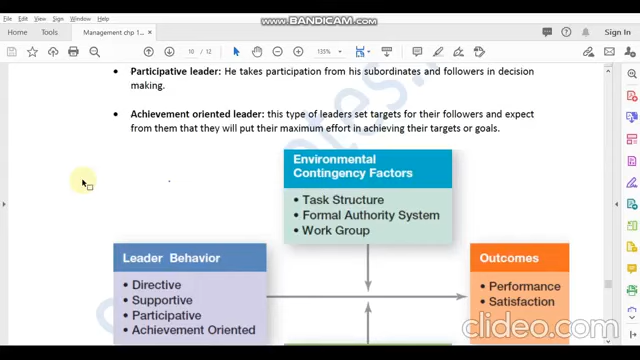 WWW.BANDICAM.COM
File Edit View Sign Window Help
Home Tools Management chp 1... ×
10 / 12 135%
• Participative leader: He takes participation from his subordinates and followers in decision
making.
• Achievement oriented leader: this type of leaders set targets for their followers and expect
from them that they will put their maximum effort in achieving their targets or goals.
Environmental
Contingency Factors
• Task Structure
• Formal Authority System
• Work Group
Leader Behavior
• Directive
• Supportive
• Participative
• Achievement Oriented
Outcomes
• Performance
• Satisfaction
clideo.com